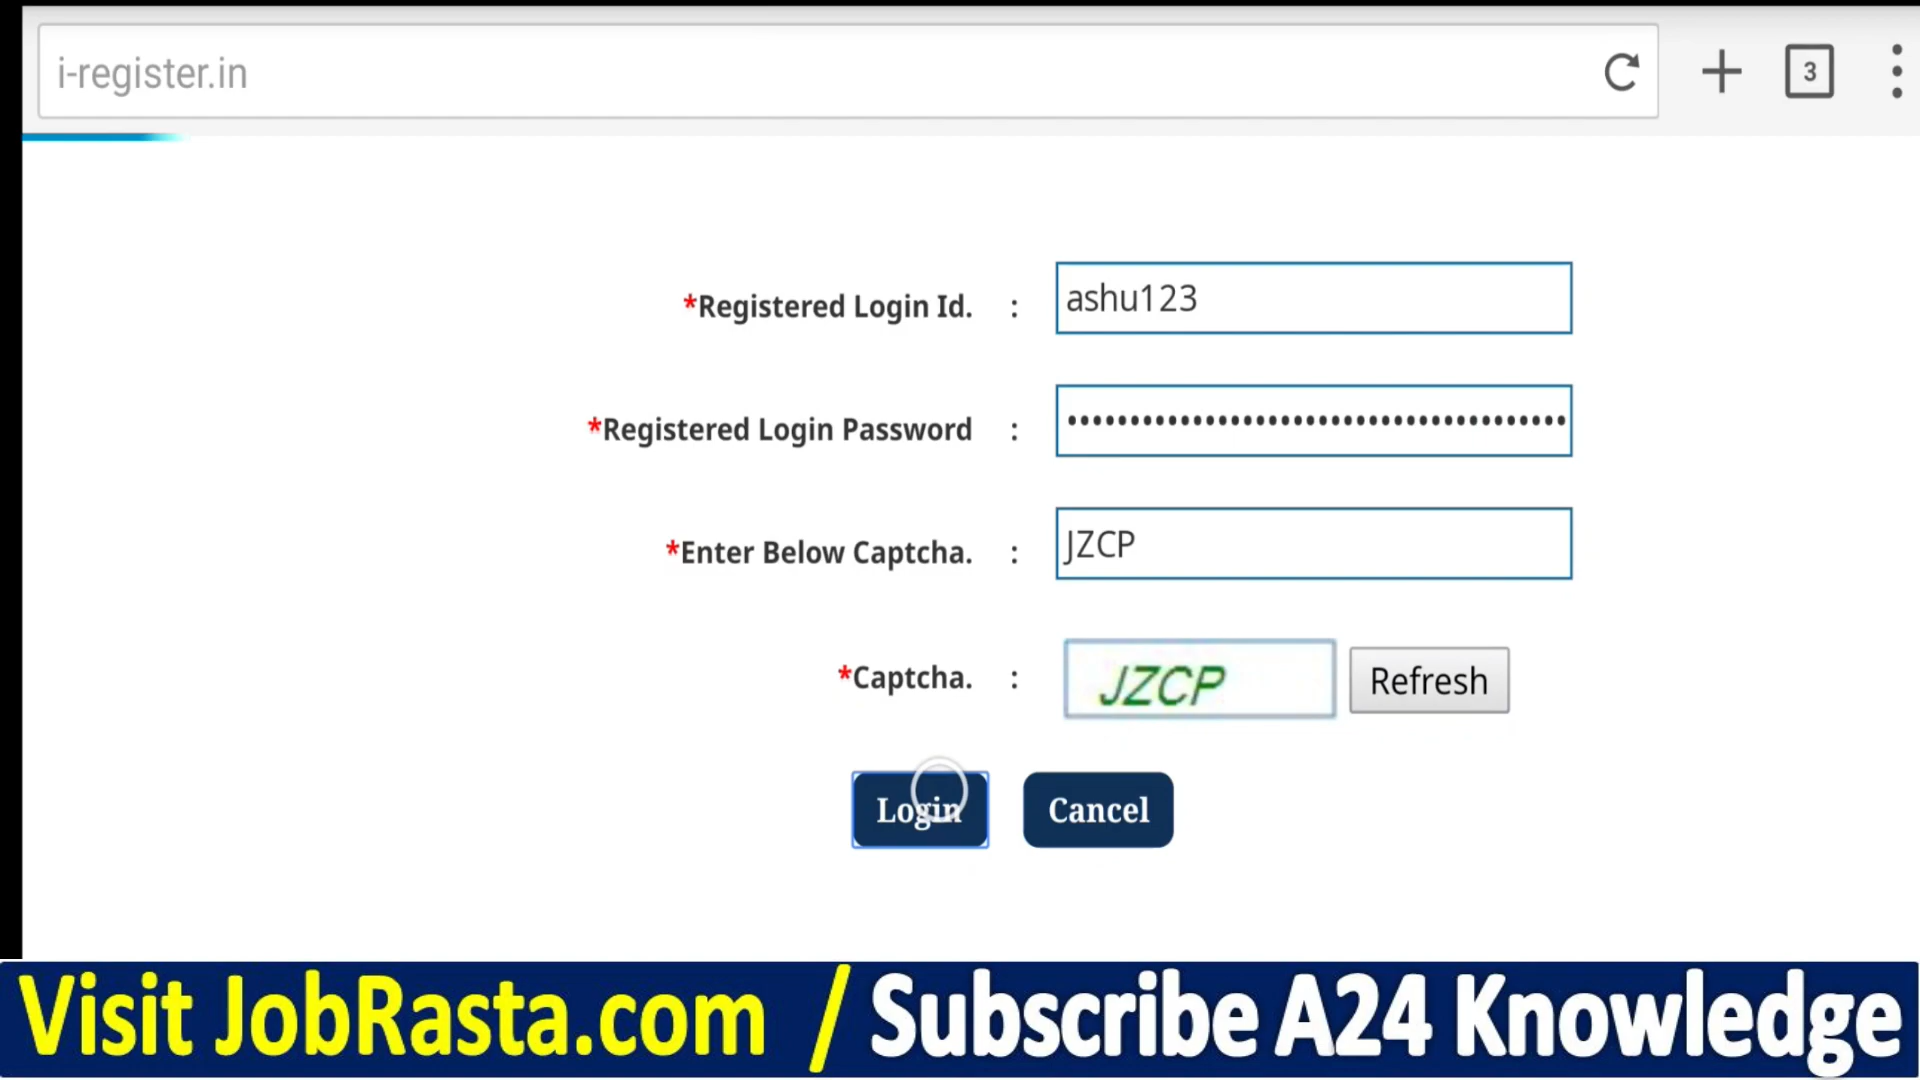 i-register.in
3
*Registered Login Id. : ashu123
*Registered Login Password : ••••••••••••••••••••••••••••••••••••••••
*Enter Below Captcha. : JZCP
*Captcha. : JZCP Refresh
Login Cancel
Visit JobRasta.com / Subscribe A24 Knowledge